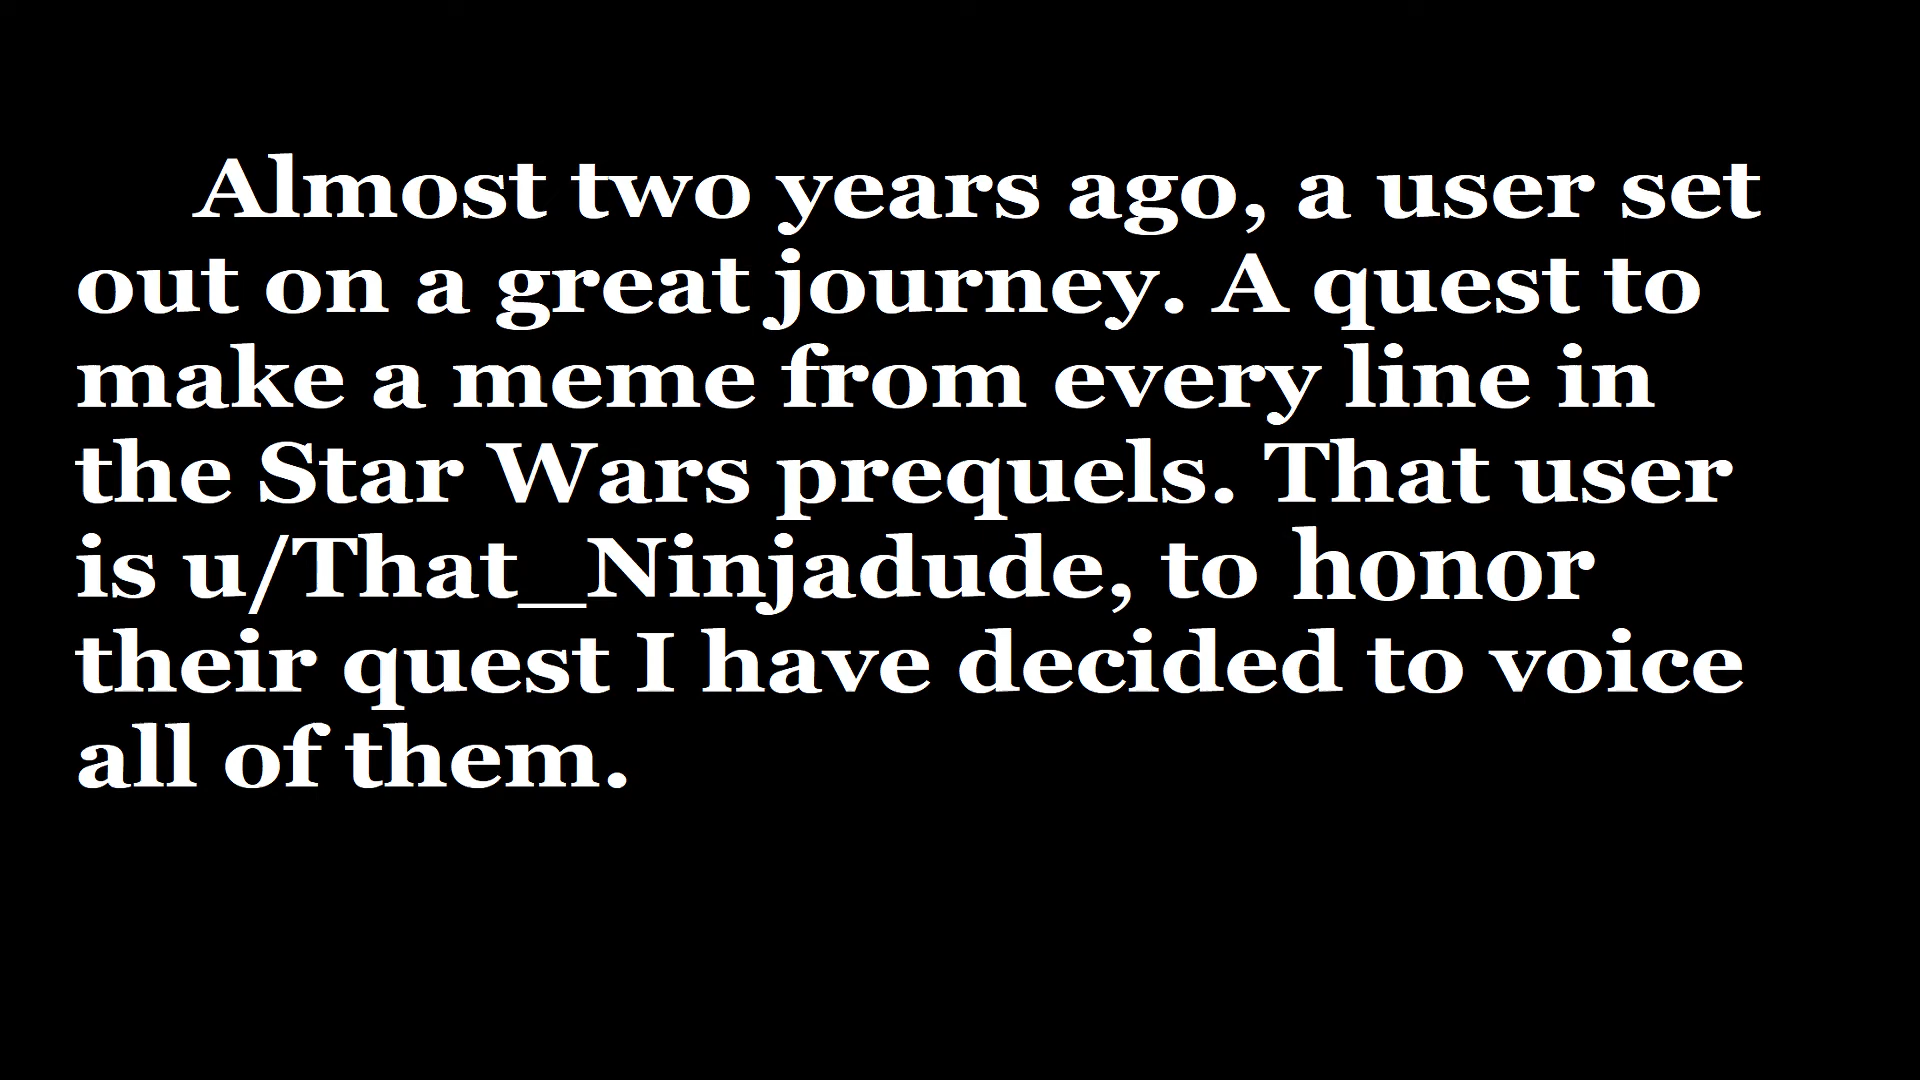 Almost two years ago, a user set
out on a great journey. A quest to
make a meme from every line in
the Star Wars prequels. That user
is u/That_Ninjadude, to honor
their quest I have decided to voice
all of them.